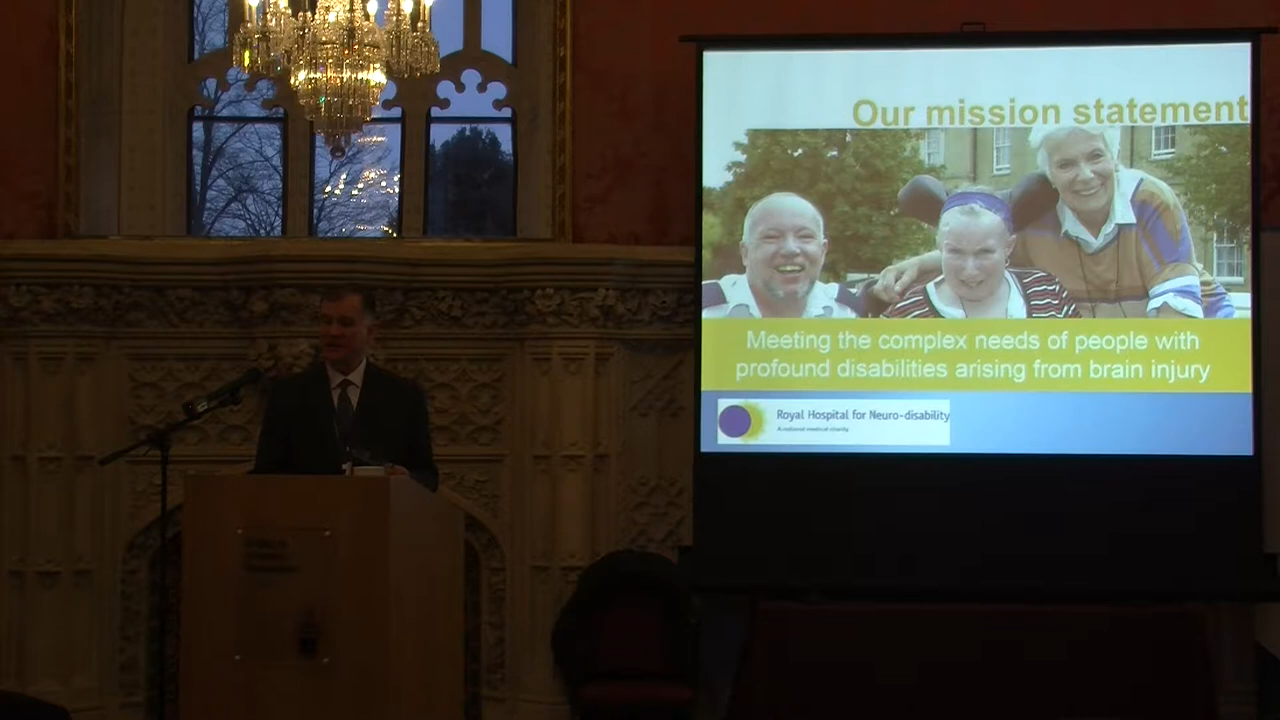 Our mission statement
Meeting the complex needs of people with
profound disabilities arising from brain injury
Royal Hospital for Neuro-disability
A national medical charity